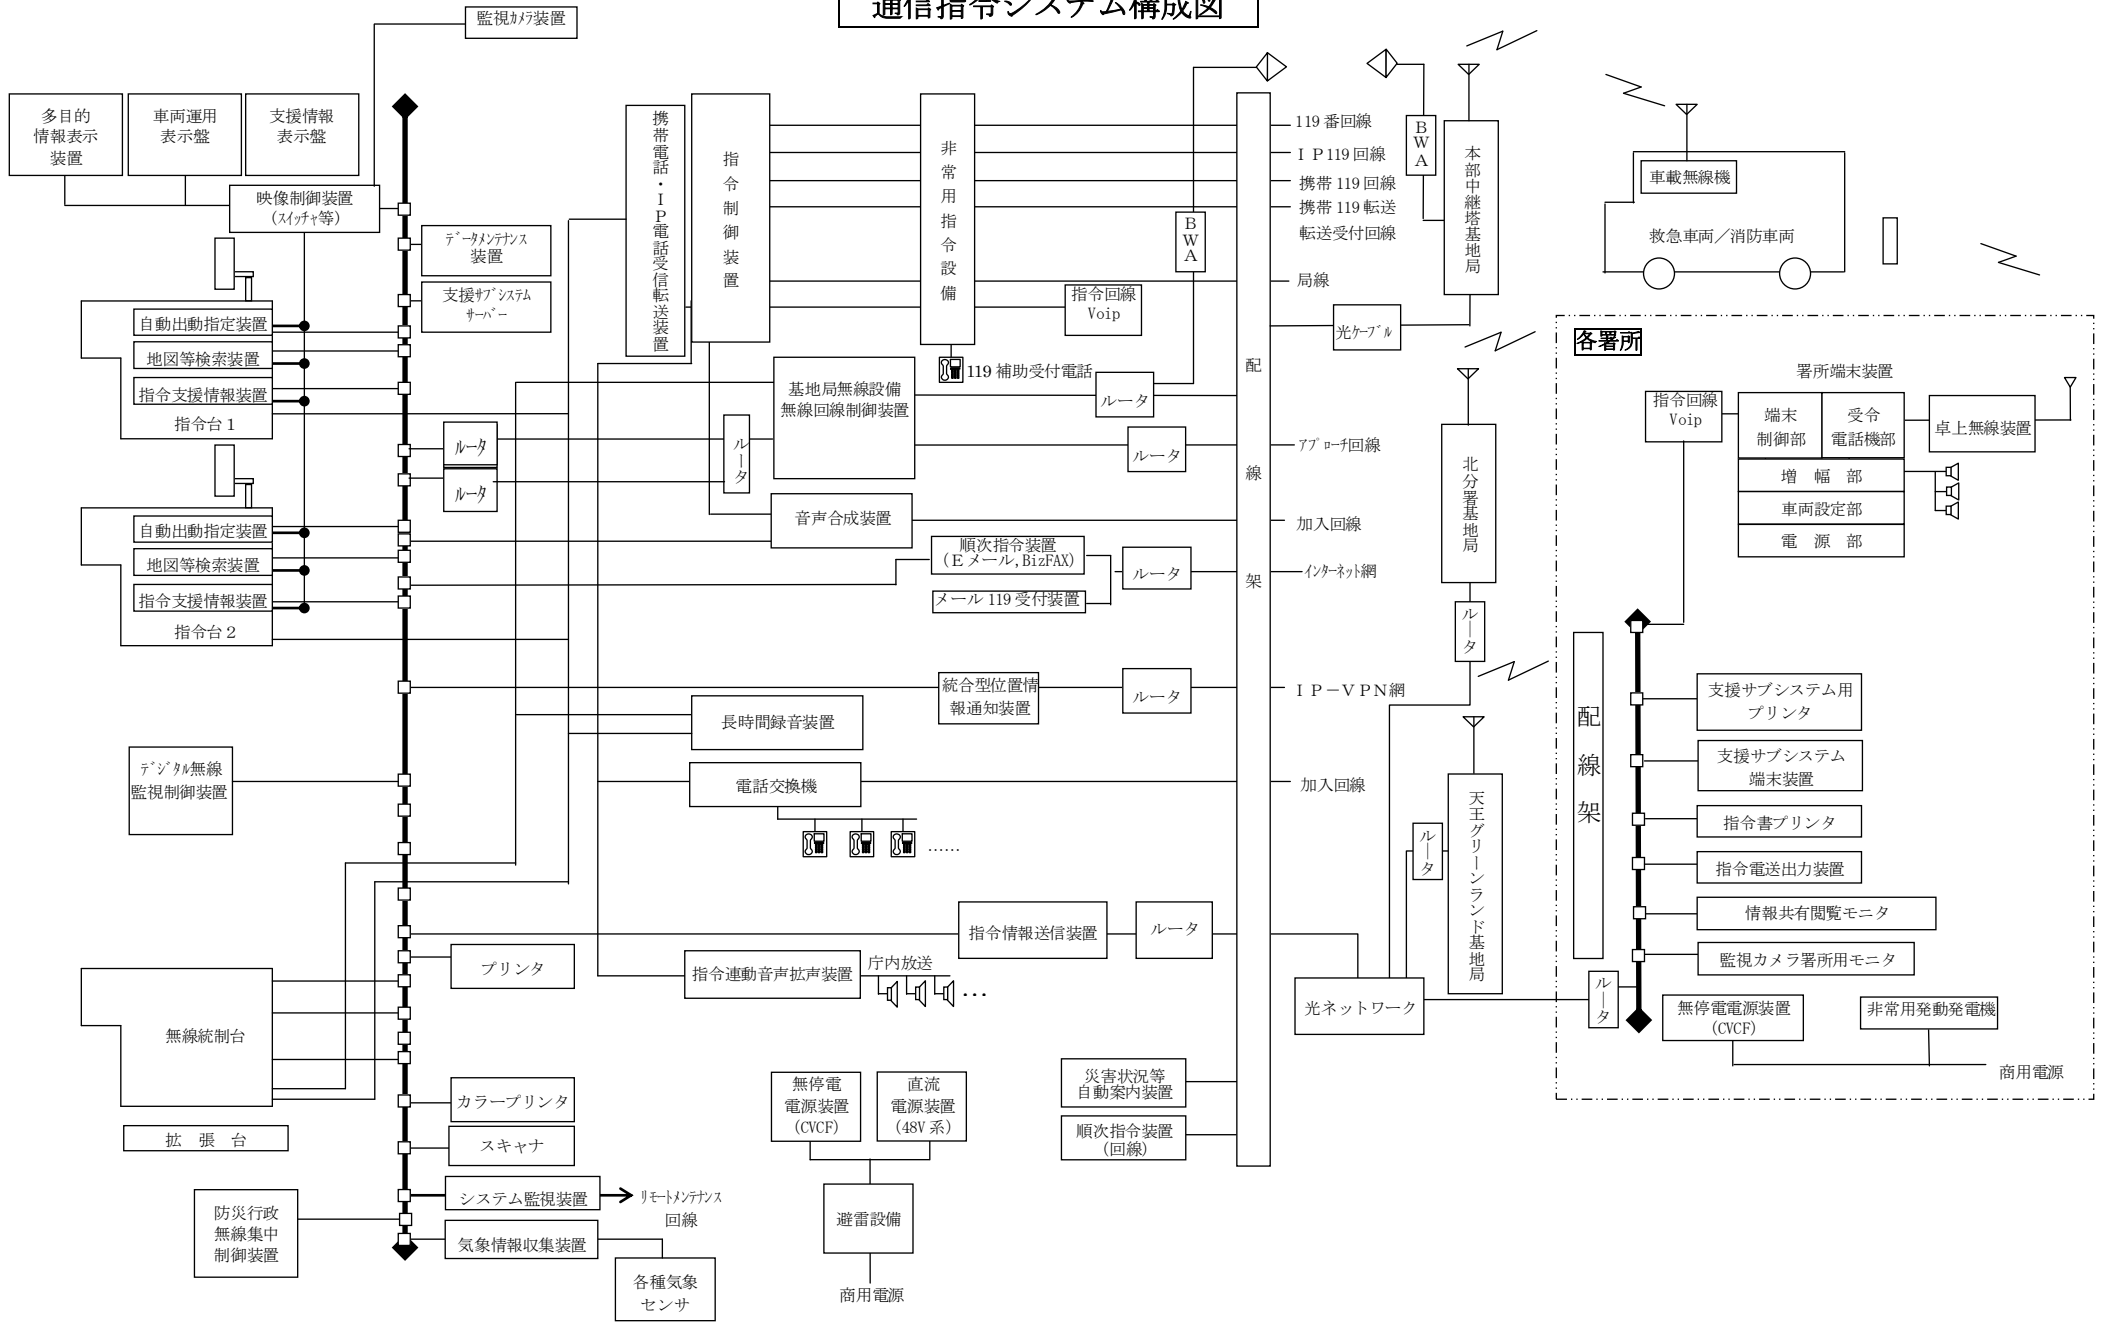 通信指令システム構成図
監視ｶﾒﾗ装置
多目的
情報表示
装置
車両運用
表示盤
支援情報
表示盤
映像制御装置
(ｽｲｯﾁｬ等)
ﾃﾞｰﾀﾒﾝﾃﾅﾝｽ
装置
支援ｻﾌﾞｼｽﾃﾑ
ｻｰﾊﾞｰ
自動出動指定装置
地図等検索装置
指令支援情報装置
指令台１
自動出動指定装置
地図等検索装置
指令支援情報装置
指令台２
ﾙｰﾀ
ﾙｰﾀ
ルータ
デジタル無線
監視制御装置
無線統制台
拡　張　台
防災行政
無線集中
制御装置
プリンタ
カラープリンタ
スキャナ
システム監視装置
ﾘﾓｰﾄﾒﾝﾃﾅﾝｽ
回線
気象情報収集装置
各種気象
センサ
携帯電話・ＩＰ電話受信転送装置
指令制御装置
非常用指令設備
119 補助受付電話
指令回線
Voip
基地局無線設備
無線回線制御装置
ルータ
ルータ
音声合成装置
順次指令装置
(Ｅメール,BizFAX)
メール 119 受付装置
ルータ
統合型位置情
報通知装置
ルータ
長時間録音装置
電話交換機
……
指令情報送信装置
ルータ
指令連動音声拡声装置
庁内放送
…
無停電
電源装置
(CVCF)
直流
電源装置
(48V 系)
避雷設備
商用電源
災害状況等
自動案内装置
順次指令装置
(回線)
ＢＷＡ
配線架
119 番回線
ＩＰ119 回線
携帯 119 回線
携帯 119 転送
転送受付回線
局線
ｱﾌﾟﾛｰﾁ回線
加入回線
ｲﾝﾀｰﾈｯﾄ網
ＩＰ－ＶＰＮ網
加入回線
光ｹｰﾌﾞﾙ
ＢＷＡ
本部中継塔基地局
北分署基地局
ルータ
天王グリーンランド基地局
ルータ
光ネットワーク
車載無線機
救急車両／消防車両
各署所
署所端末装置
指令回線
Voip
端末
制御部
受令
電話機部
卓上無線装置
増　幅　部
車両設定部
電　源　部
配線架
支援サブシステム用
プリンタ
支援サブシステム
端末装置
指令書プリンタ
指令電送出力装置
情報共有閲覧モニタ
監視カメラ署所用モニタ
ルータ
無停電電源装置
(CVCF)
非常用発動発電機
商用電源